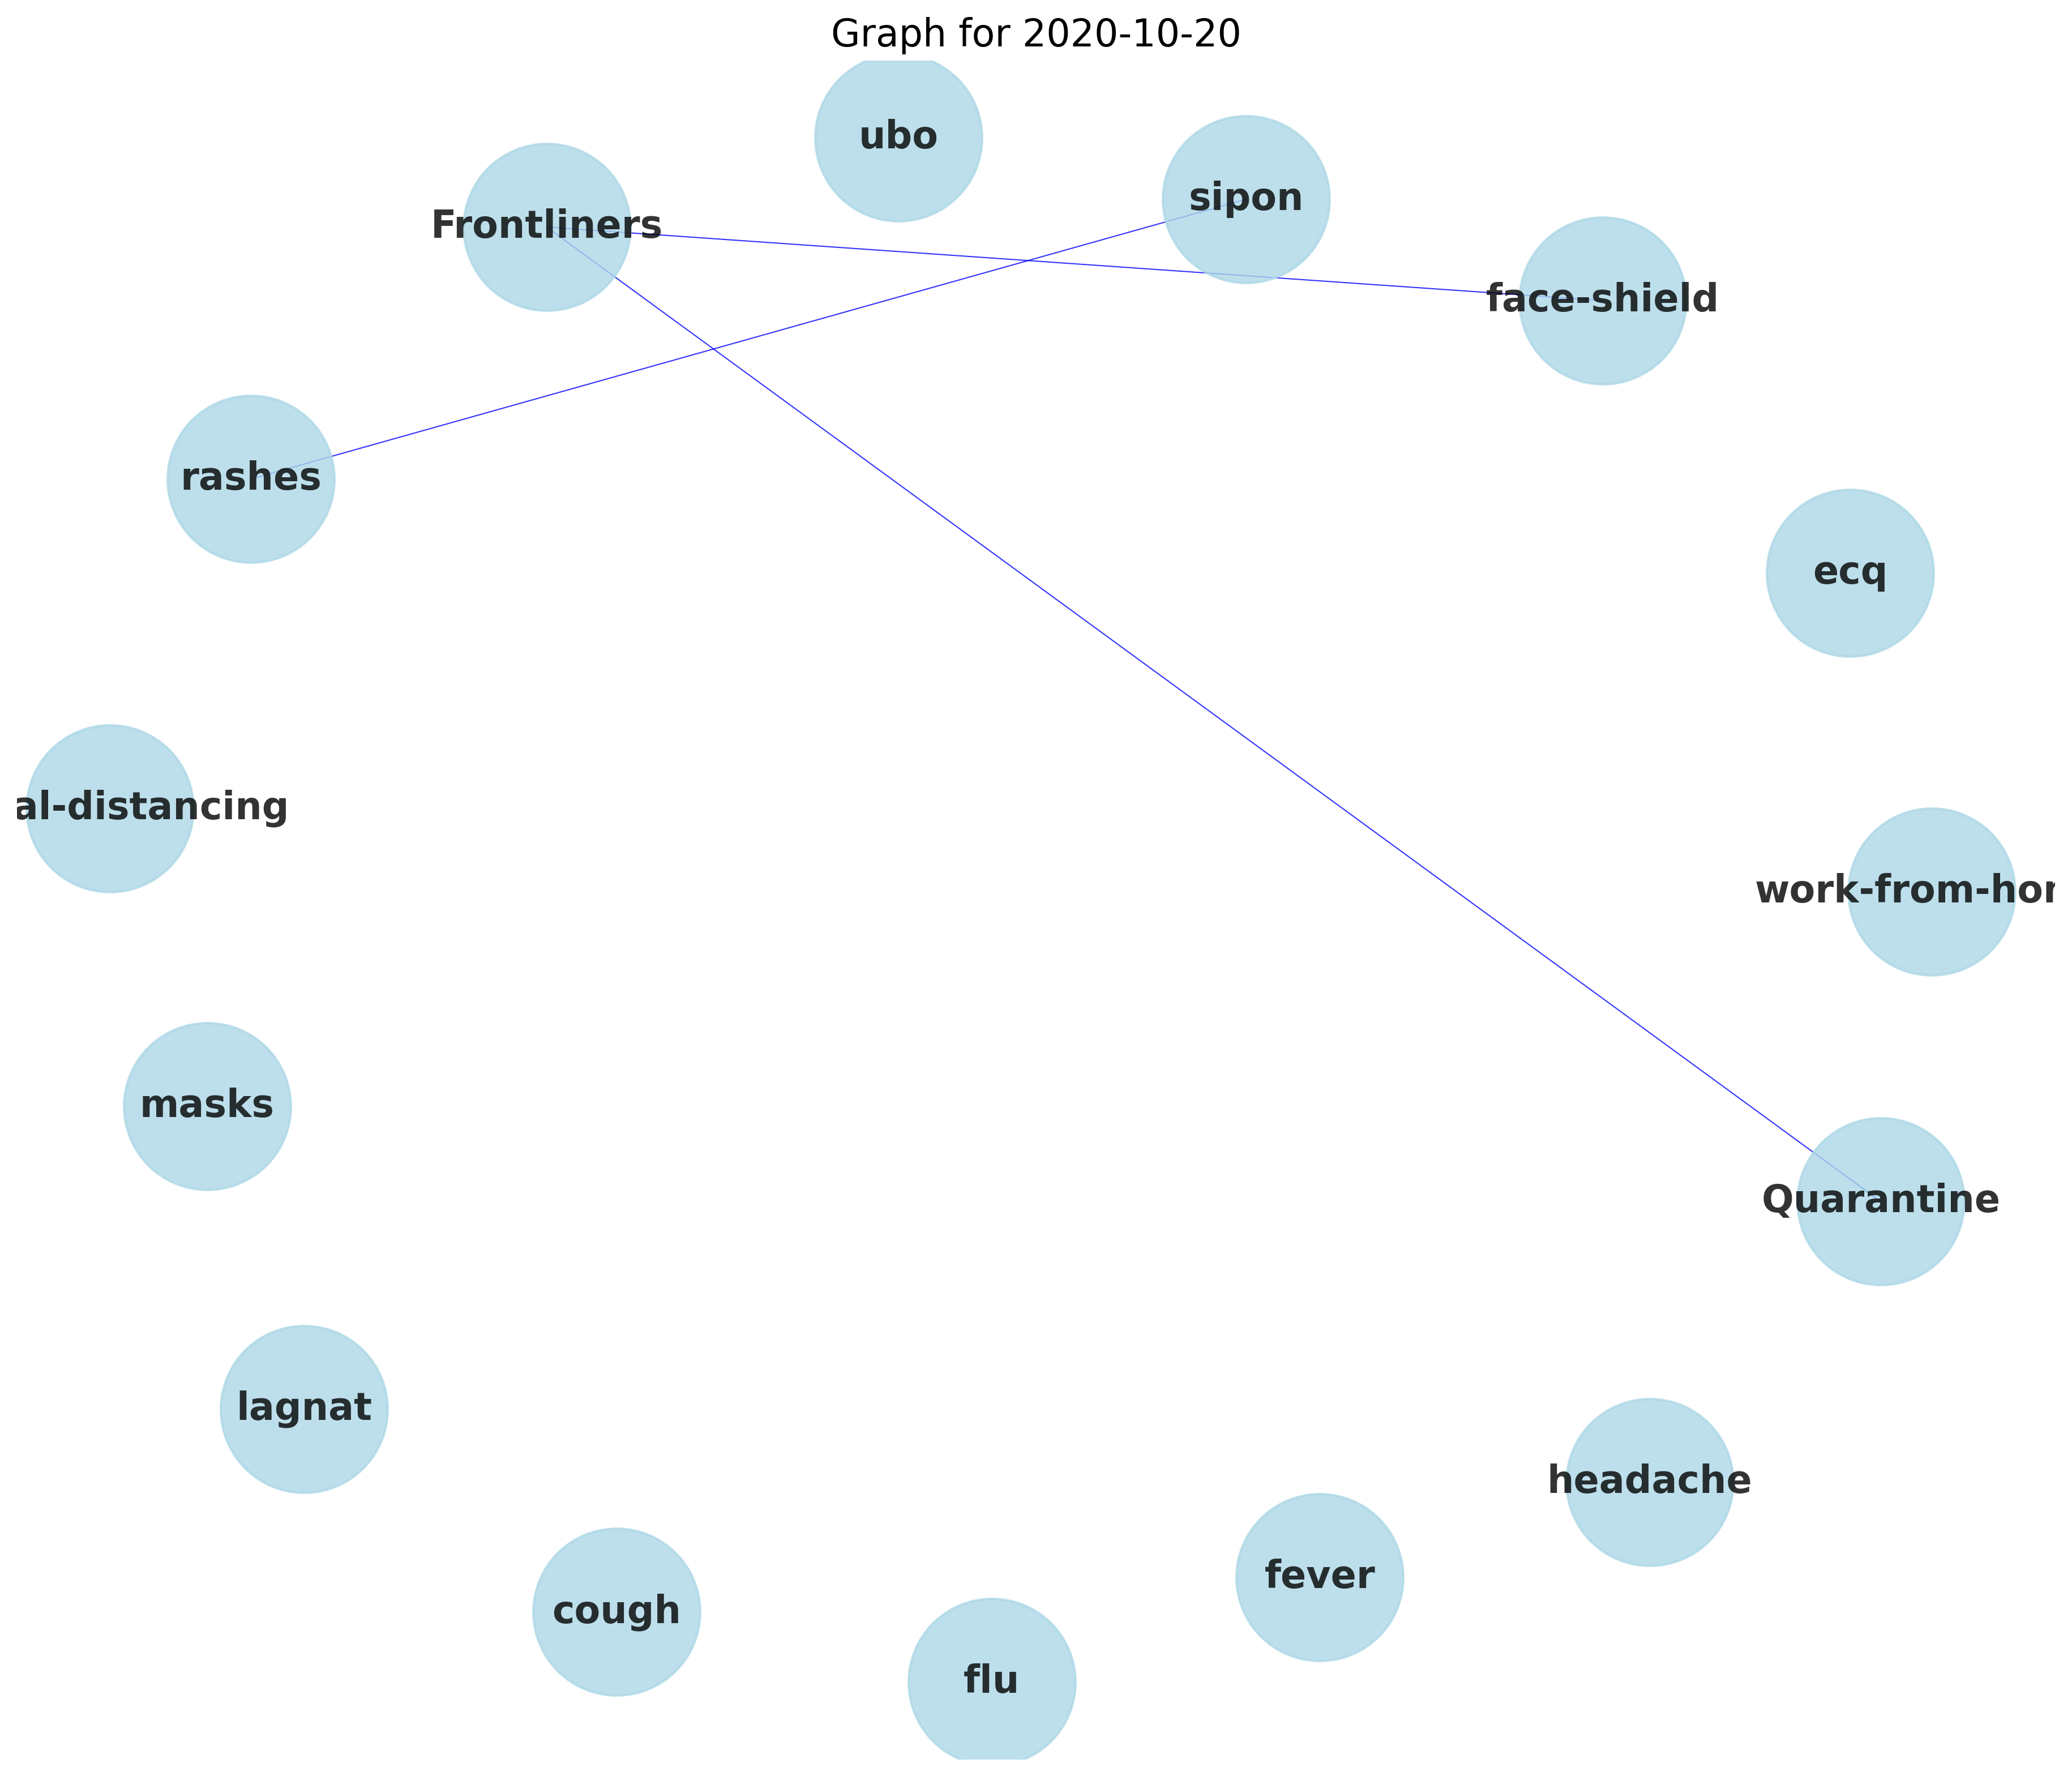 Graph for 2020-10-20
ubo
sipon
Frontliners
face-shield
rashes
ecq
al-distancing
work-from-hor
masks
Quarantine
lagnat
headache
fever
cough
flu